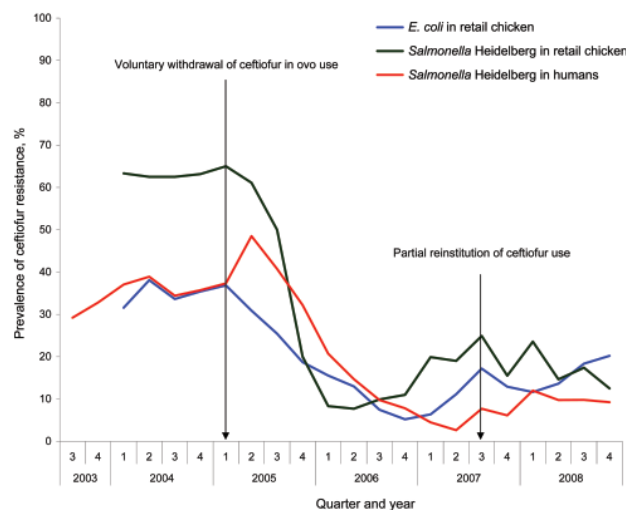 100
90
80
70
60
50
40
30
20
10
0
Prevalence of ceftiofur resistance, %
E. coli in retail chicken
Salmonella Heidelberg in retail chicken
Salmonella Heidelberg in humans
Voluntary withdrawal of ceftiofur in ovo use
Partial reinstitution of ceftiofur use
3 4 1 2 3 4 1 2 3 4 1 2 3 4 1 2 3 4 1 2 3 4
2003 2004 2005 2006 2007 2008
Quarter and year